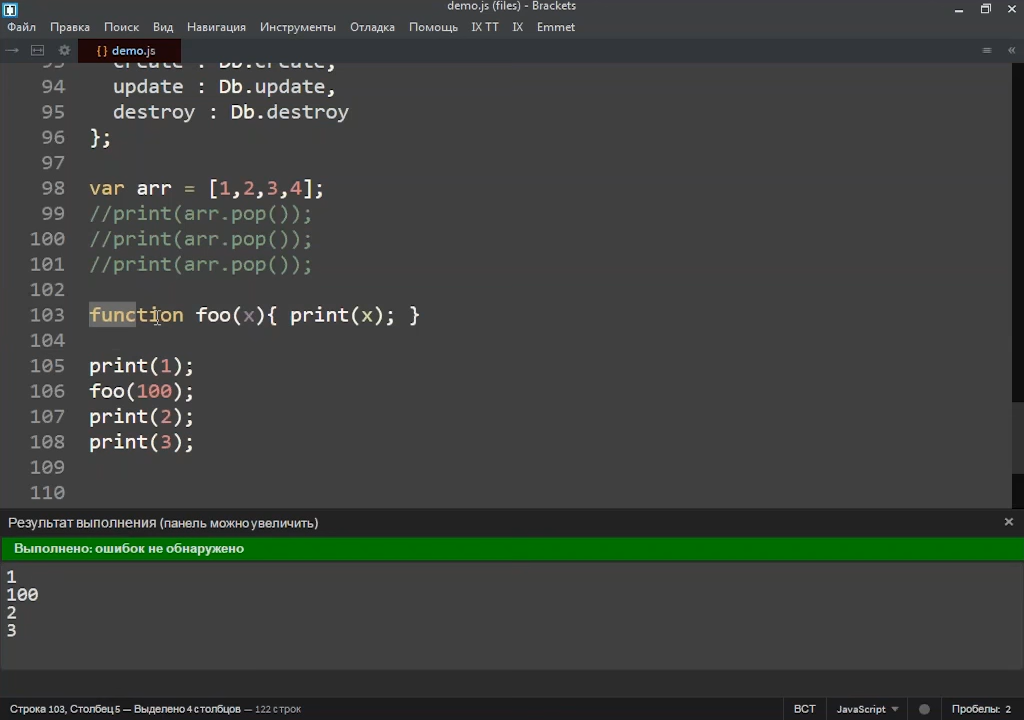 demo.js (files) - Brackets
Файл Правка Поиск Вид Навигация Инструменты Отладка Помощь IX TT IX Emmet
{} demo.js
93 create : Db.create,
94 update : Db.update,
95 destroy : Db.destroy
96 };
97
98 var arr = [1,2,3,4];
99 //print(arr.pop());
100 //print(arr.pop());
101 //print(arr.pop());
102
103 function foo(x){ print(x); }
104
105 print(1);
106 foo(100);
107 print(2);
108 print(3);
109
110
Результат выполнения (панель можно увеличить)
Выполнено: ошибок не обнаружено
1
100
2
3
Строка 103, Столбец 5 — Выделено 4 столбцов — 122 строк
ВСТ JavaScript Пробелы: 2